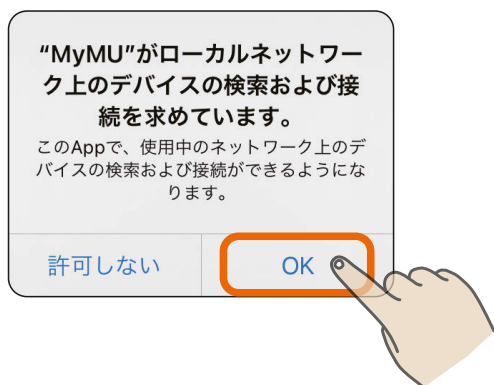 “MyMU”がローカルネットワー
ク上のデバイスの検索および接
続を求めています。
このAppで、使用中のネットワーク上のデ
バイスの検索および接続ができるようにな
ります。
許可しない
OK